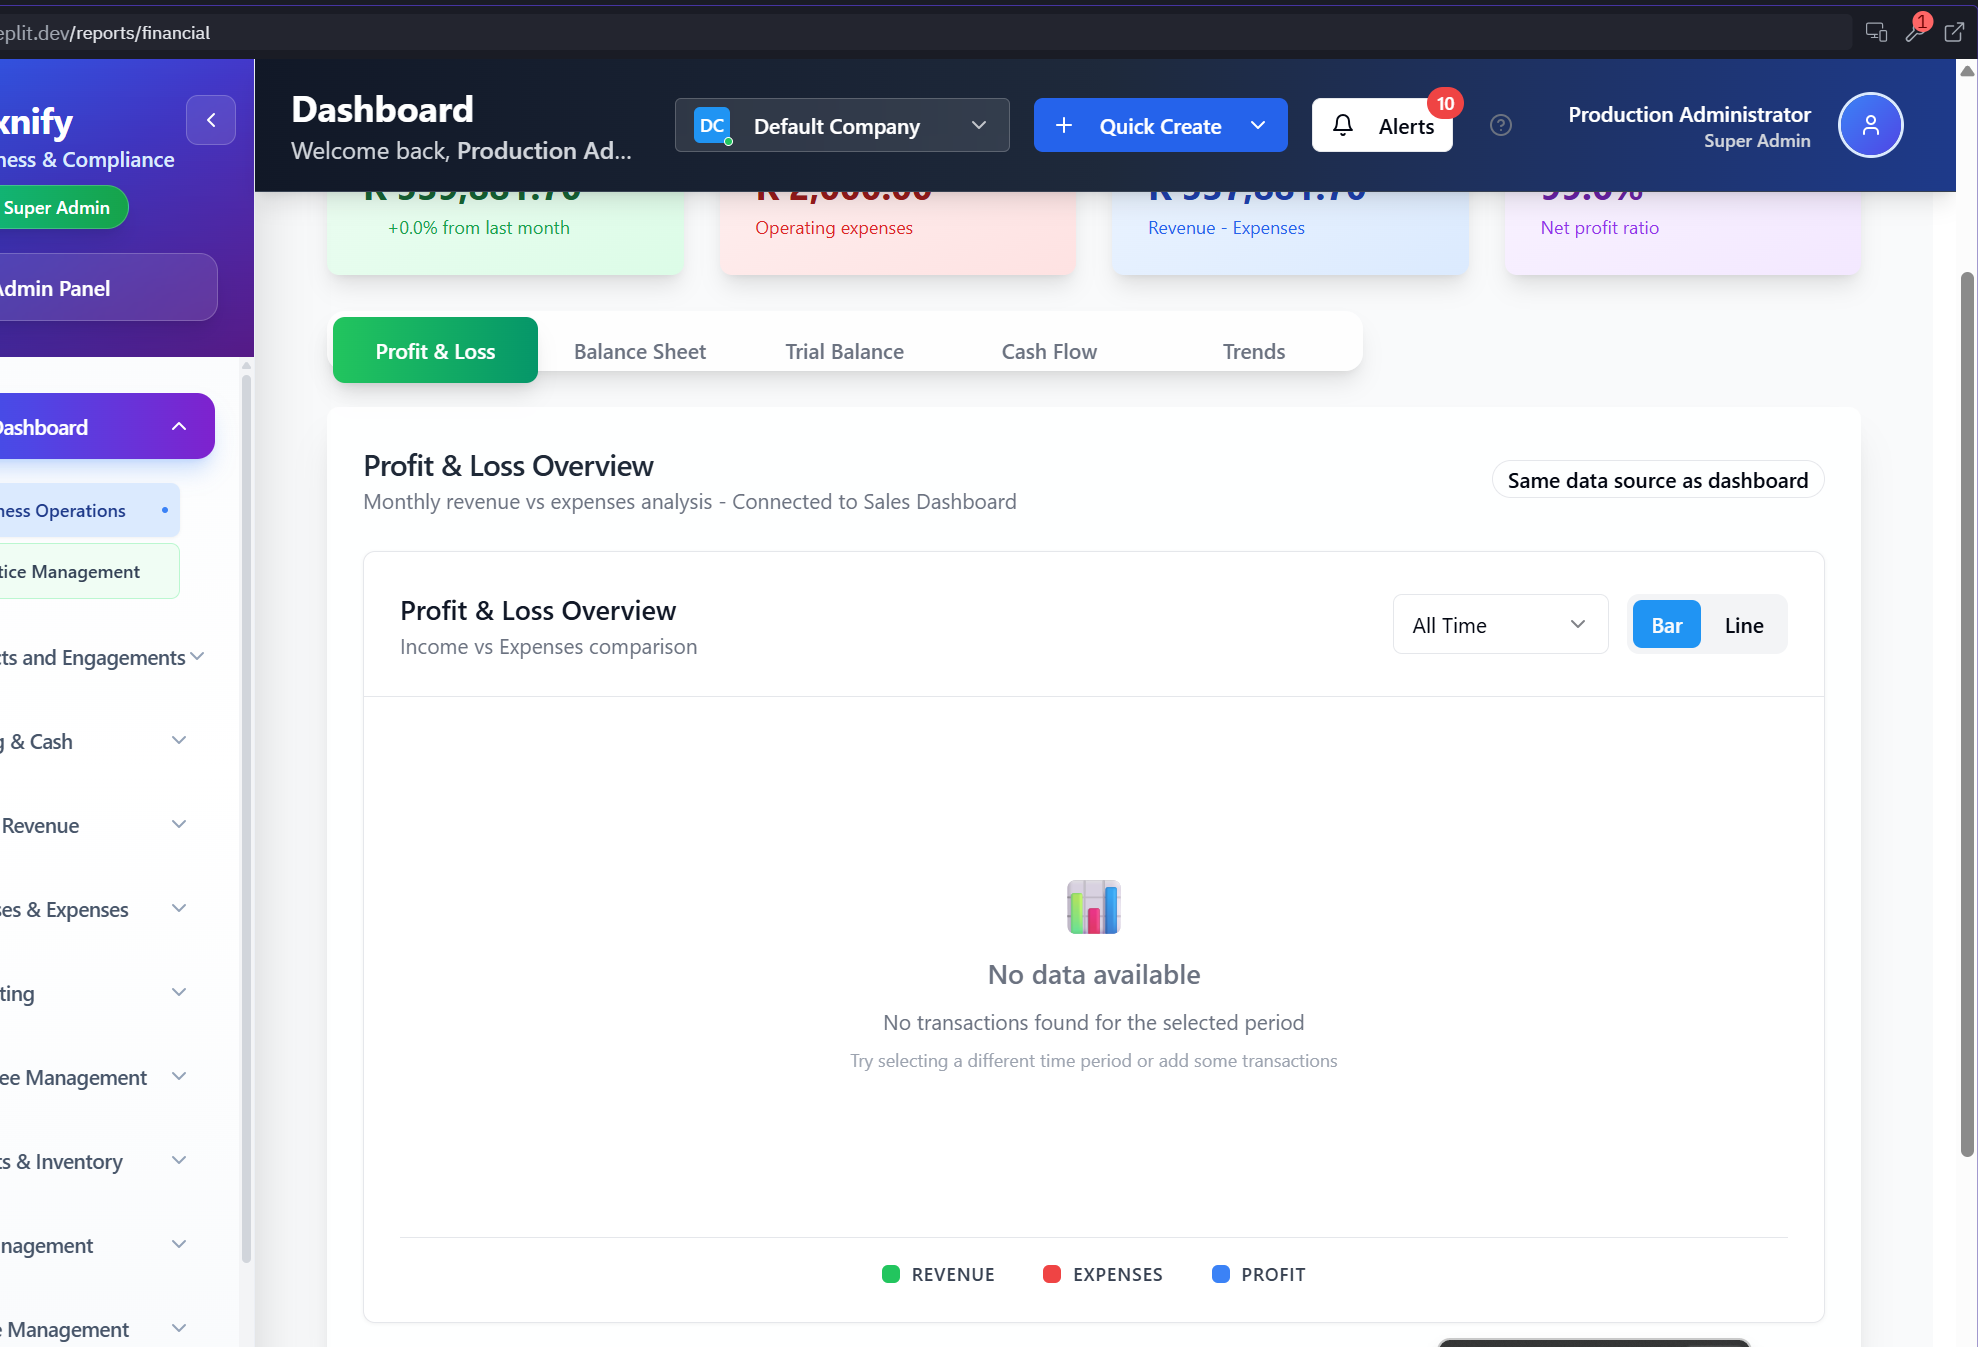 eplit.dev/reports/financial
1
xnify
ness & Compliance
Super Admin
Admin Panel
Dashboard
ness Operations
tice Management
cts and Engagements
g & Cash
Revenue
ses & Expenses
ting
ee Management
ts & Inventory
nagement
e Management
Dashboard
Welcome back, Production Ad...
DC
Default Company
Quick Create
Alerts
10
Production Administrator
Super Admin
+0.0% from last month
Operating expenses
Revenue - Expenses
Net profit ratio
Profit & Loss
Balance Sheet
Trial Balance
Cash Flow
Trends
Profit & Loss Overview
Monthly revenue vs expenses analysis - Connected to Sales Dashboard
Same data source as dashboard
Profit & Loss Overview
Income vs Expenses comparison
All Time
Bar
Line
No data available
No transactions found for the selected period
Try selecting a different time period or add some transactions
REVENUE
EXPENSES
PROFIT